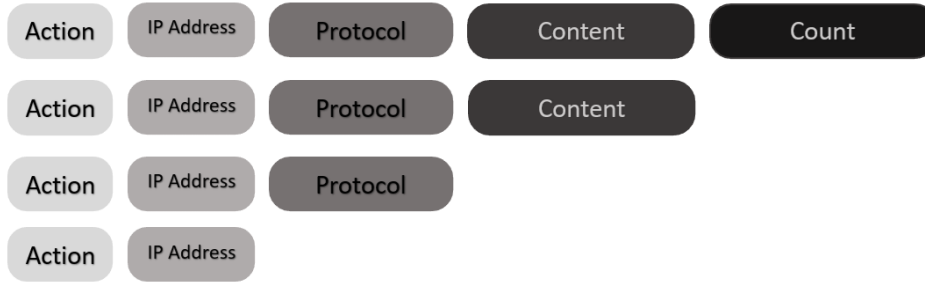 Action IP Address Protocol Content Count
Action IP Address Protocol Content
Action IP Address Protocol
Action IP Address